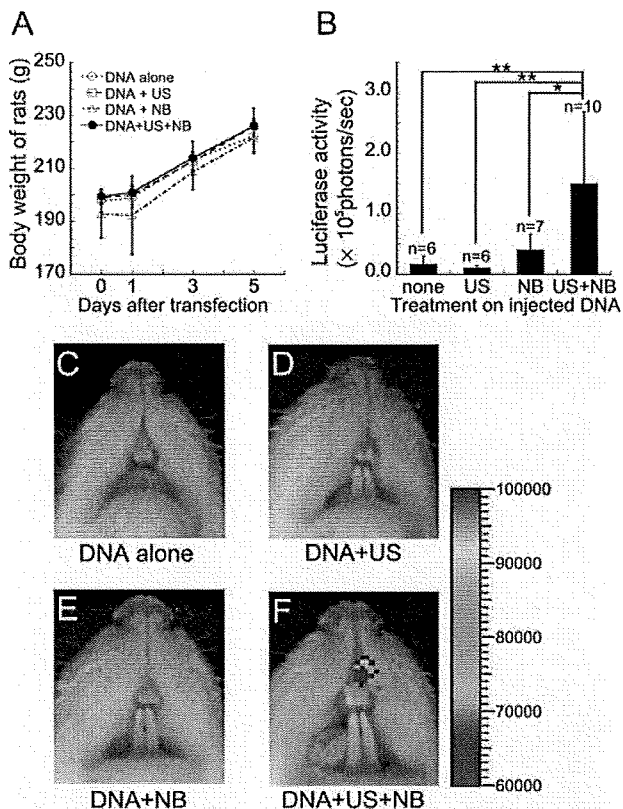 A
Body weight of rats (g)
250
230
210
190
170
DNA alone
DNA + US
DNA + NB
DNA+US+NB
0
1
3
5
Days after transfection
B
Luciferase activity
(× 10⁵photons/sec)
3.0
2.0
1.0
0.0
**
**
*
n=6
n=6
n=7
n=10
none
US
NB
US+NB
Treatment on injected DNA
C
DNA alone
D
DNA+US
E
DNA+NB
F
DNA+US+NB
100000
90000
80000
70000
60000